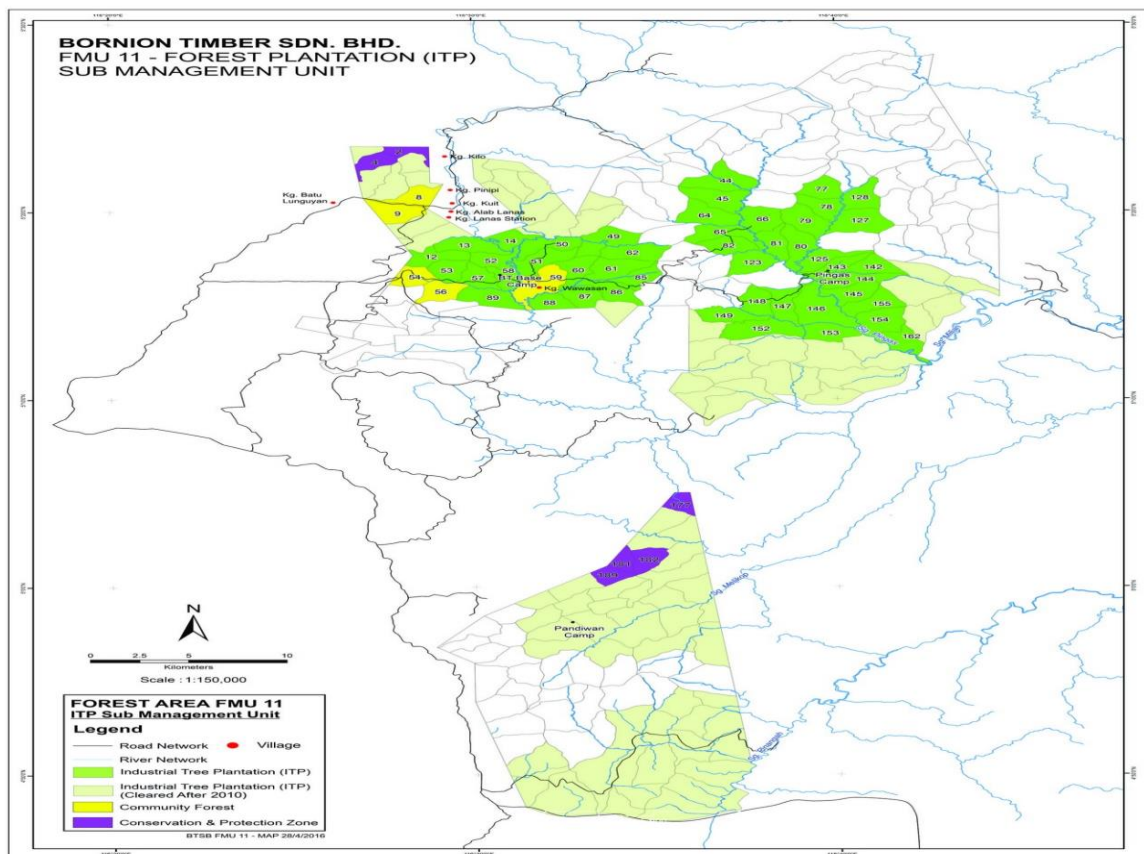 BORNION TIMBER SDN. BHD.
FMU 11 - FOREST PLANTATION (ITP)
SUB MANAGEMENT UNIT
Kg. Kilo
Kg. Pinipi
Kg. Batu
Lunguyan
Kg. Kuit
Kg. Alab Lanas
Kg. Lanas Station
8
9
44
45
77
78
128
127
64
66
79
65
81
80
82
123
125
143
142
Pingas
Camp
144
145
155
148
147
146
149
154
152
153
162
13
14
50
49
12
52
51
62
53
58
60
61
54
57
BT Base
Camp
59
85
56
Kg. Wawasan
86
89
88
87
Sg. Milian
Sg. Melikop
Pandiwan
Camp
N
0 2.5 5 10
Kilometers
Scale : 1:150,000
FOREST AREA FMU 11
ITP Sub Management Unit
Legend
Road Network
Village
River Network
Industrial Tree Plantation (ITP)
Industrial Tree Plantation (ITP)
(Cleared After 2010)
Community Forest
Conservation & Protection Zone
BTSB FMU 11 - MAP 28/4/2016